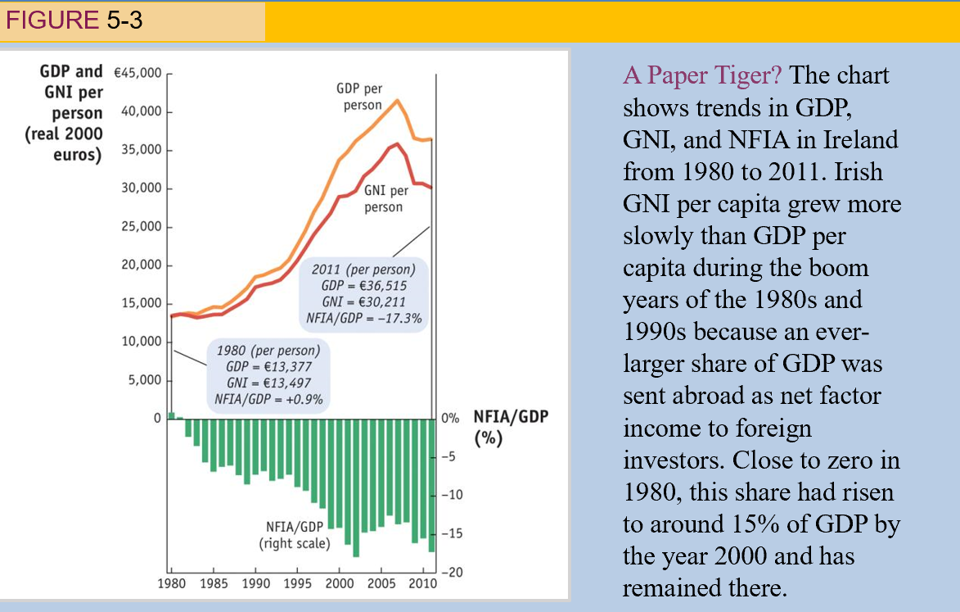 FIGURE 5-3
GDP and
GNI per
person
(real 2000
euros)
€45,000
40,000
35,000
30,000
25,000
20,000
15,000
10,000
5,000
0
GDP per
person
GNI per
person
2011 (per person)
GDP = €36,515
GNI = €30,211
NFIA/GDP = −17.3%
1980 (per person)
GDP = €13,377
GNI = €13,497
NFIA/GDP = +0.9%
0%
−5
−10
−15
−20
NFIA/GDP
(%)
NFIA/GDP
(right scale)
1980 1985 1990 1995 2000 2005 2010
A Paper Tiger? The chart
shows trends in GDP,
GNI, and NFIA in Ireland
from 1980 to 2011. Irish
GNI per capita grew more
slowly than GDP per
capita during the boom
years of the 1980s and
1990s because an ever-
larger share of GDP was
sent abroad as net factor
income to foreign
investors. Close to zero in
1980, this share had risen
to around 15% of GDP by
the year 2000 and has
remained there.